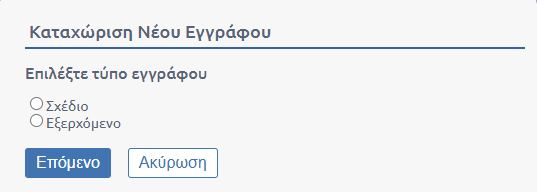 Καταχώριση Νέου Εγγράφου
Επιλέξτε τύπο εγγράφου
Σχέδιο
Εξερχόμενο
Επόμενο Ακύρωση